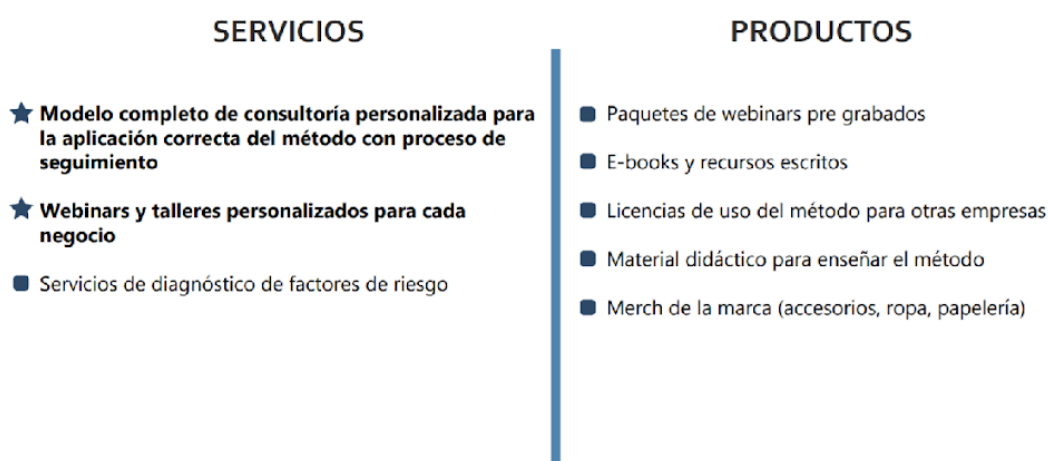 SERVICIOS
Modelo completo de consultoría personalizada para
la aplicación correcta del método con proceso de
seguimiento
Webinars y talleres personalizados para cada
negocio
Servicios de diagnóstico de factores de riesgo
PRODUCTOS
Paquetes de webinars pre grabados
E-books y recursos escritos
Licencias de uso del método para otras empresas
Material didáctico para enseñar el método
Merch de la marca (accesorios, ropa, papelería)